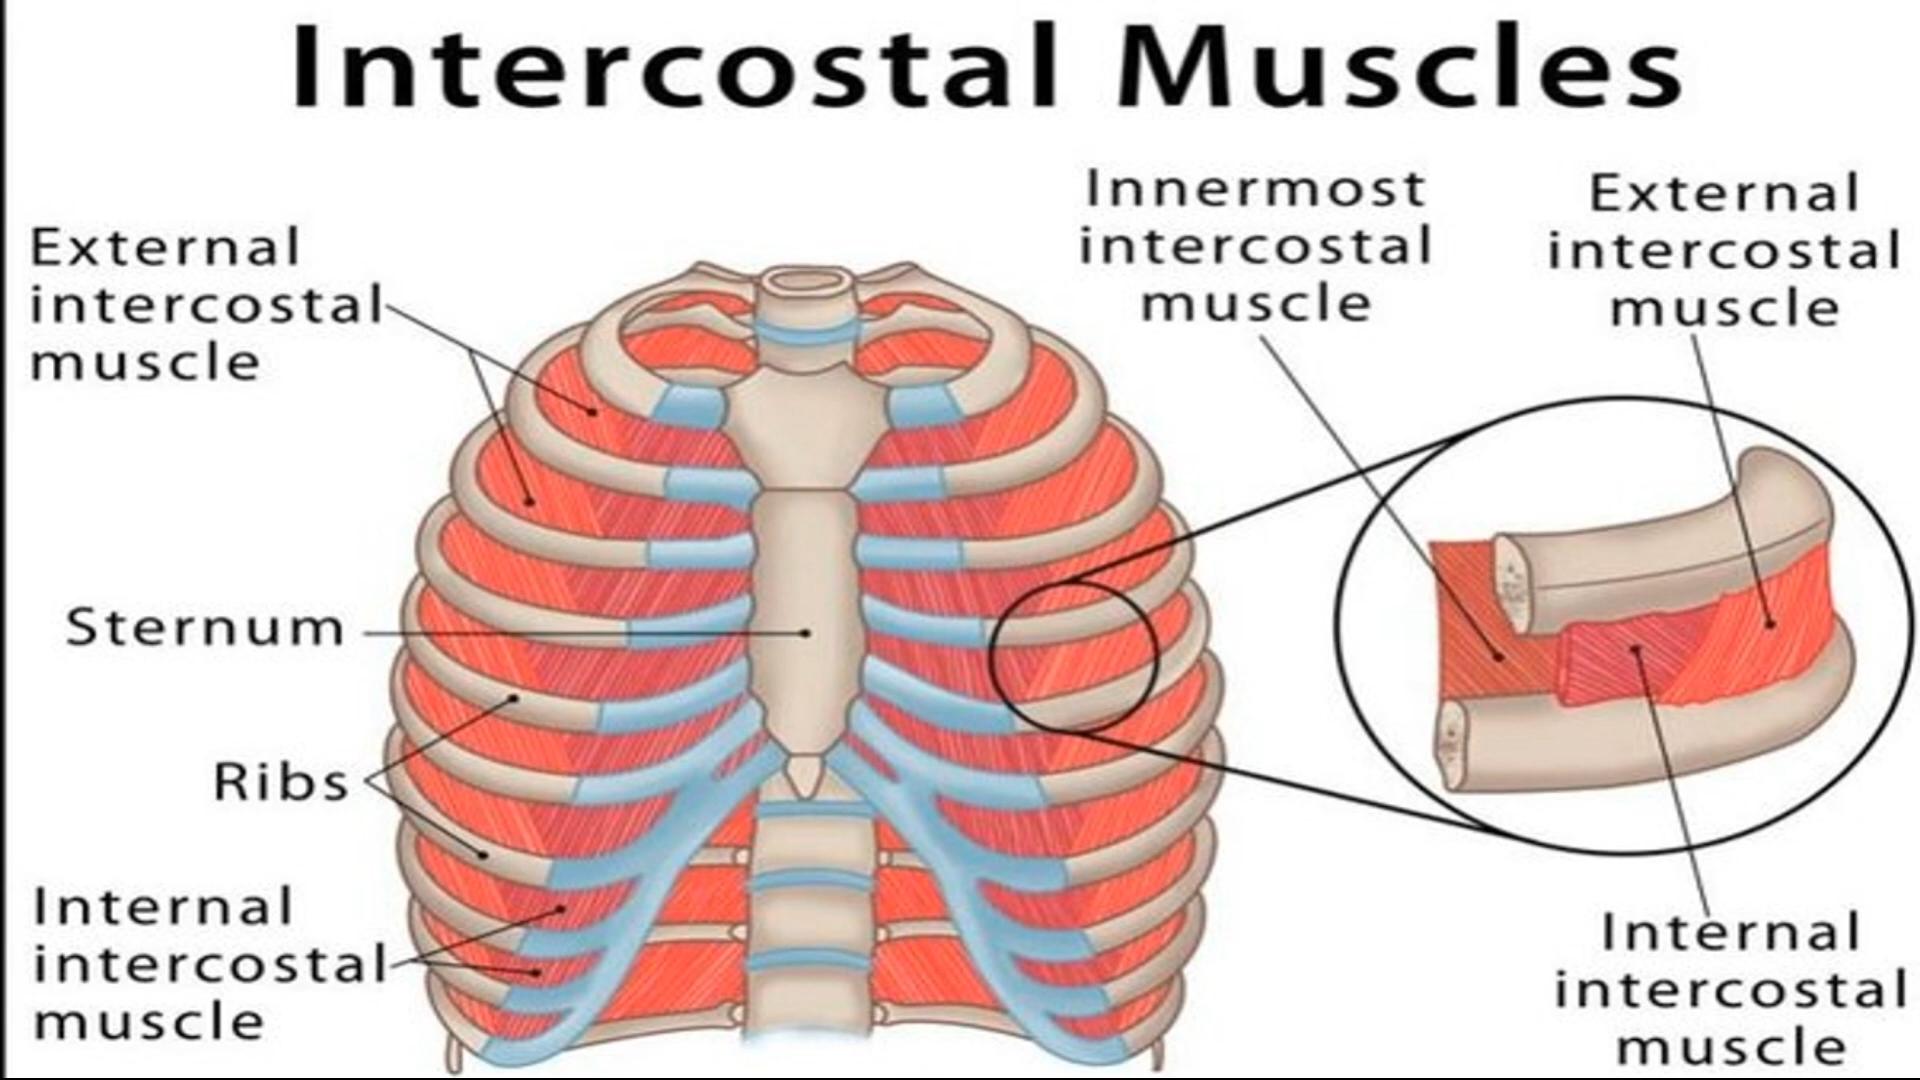 Intercostal Muscles
External
intercostal
muscle
Innermost
intercostal
muscle
External
intercostal
muscle
Sternum
Ribs
Internal
intercostal
muscle
Internal
intercostal
muscle